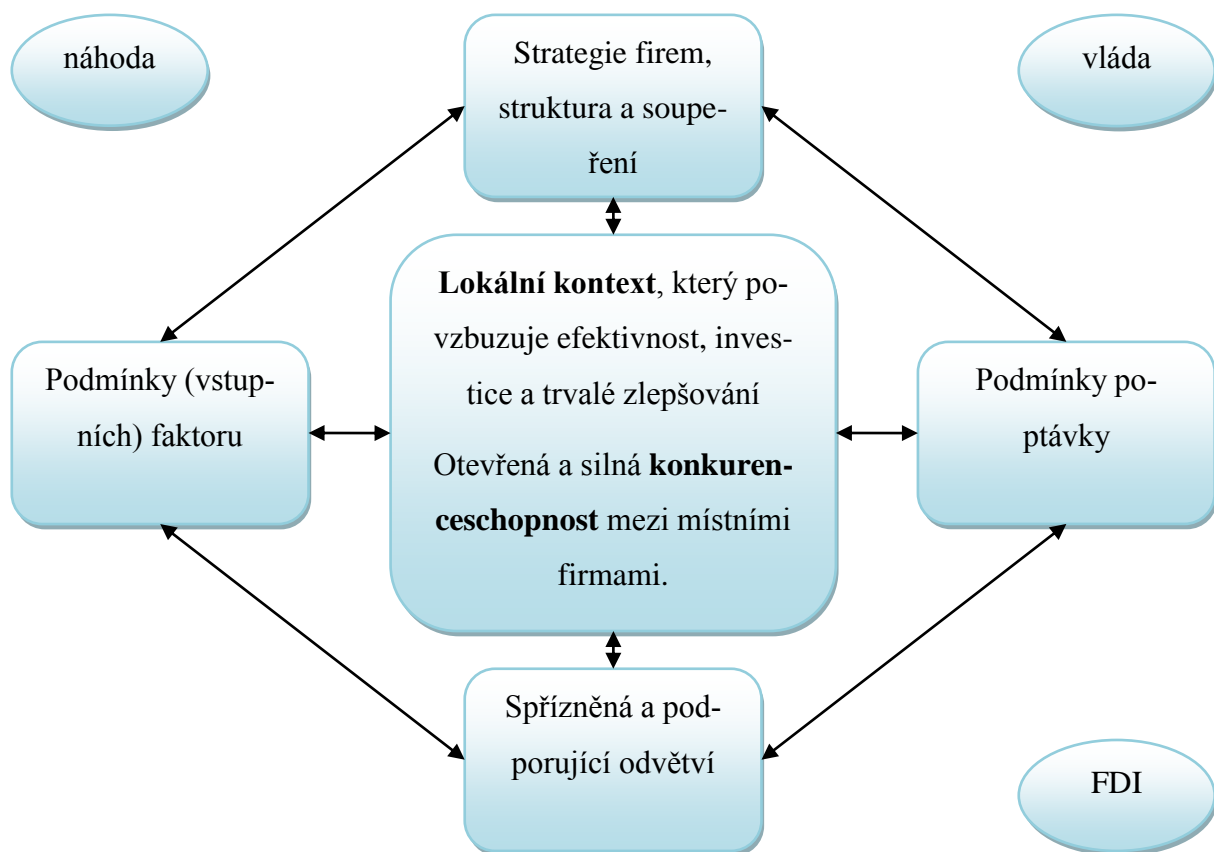 náhoda
Strategie firem,
struktura a soupe-
ření
vláda
Lokální kontext, který po-
vzbuzuje efektivnost, inves-
tice a trvalé zlepšování
Otevřená a silná konkuren-
ceschopnost mezi místními
firmami.
Podmínky (vstup-
ních) faktoru
Podmínky po-
ptávky
Spřízněná a pod-
porující odvětví
FDI